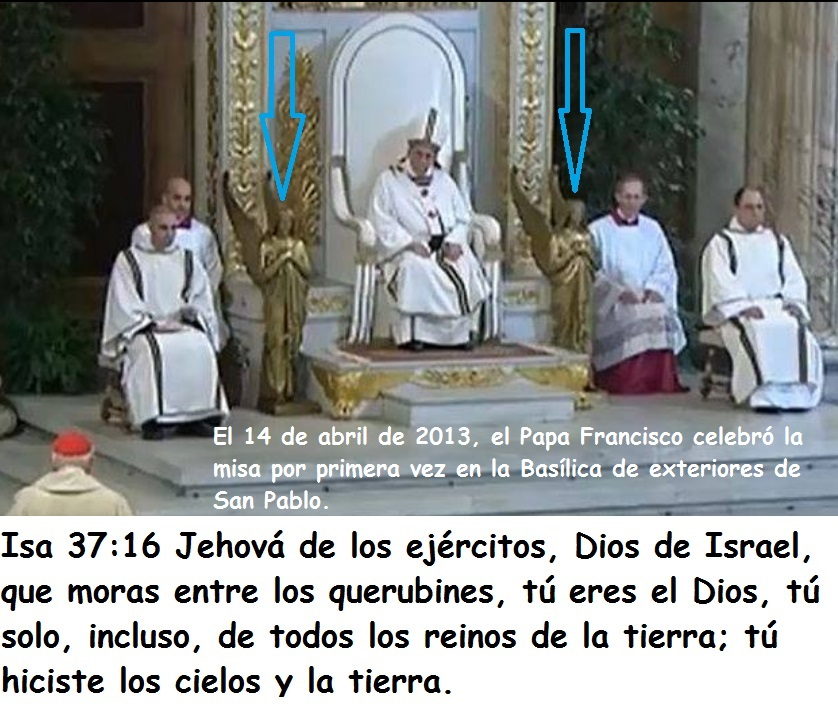 El 14 de abril de 2013, el Papa Francisco celebró la
misa por primera vez en la Basílica de exteriores de
San Pablo.
Isa 37:16 Jehová de los ejércitos, Dios de Israel,
que moras entre los querubines, tú eres el Dios, tú
solo, incluso, de todos los reinos de la tierra; tú
hiciste los cielos y la tierra.